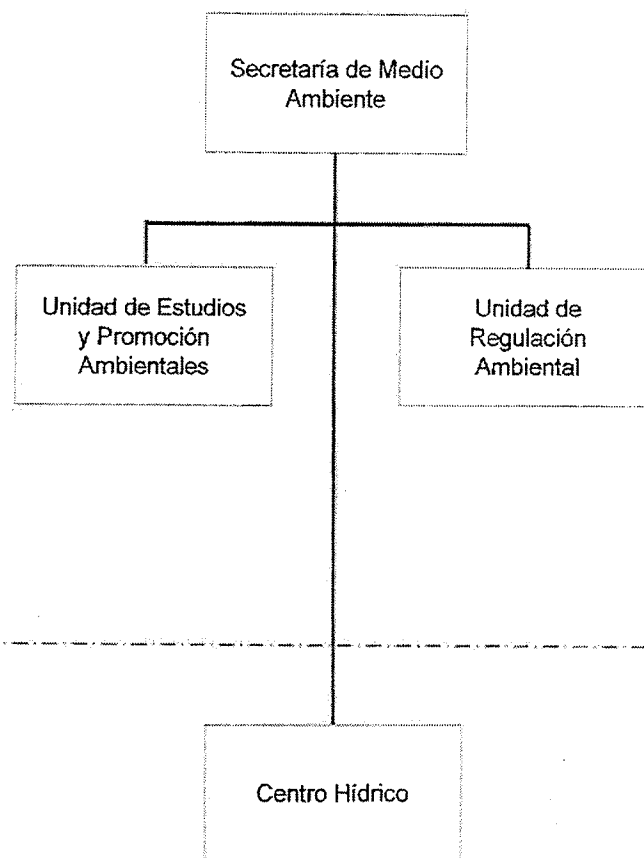 Secretaría de Medio
Ambiente
Unidad de Estudios
y Promoción
Ambientales
Unidad de
Regulación
Ambiental
Centro Hídrico